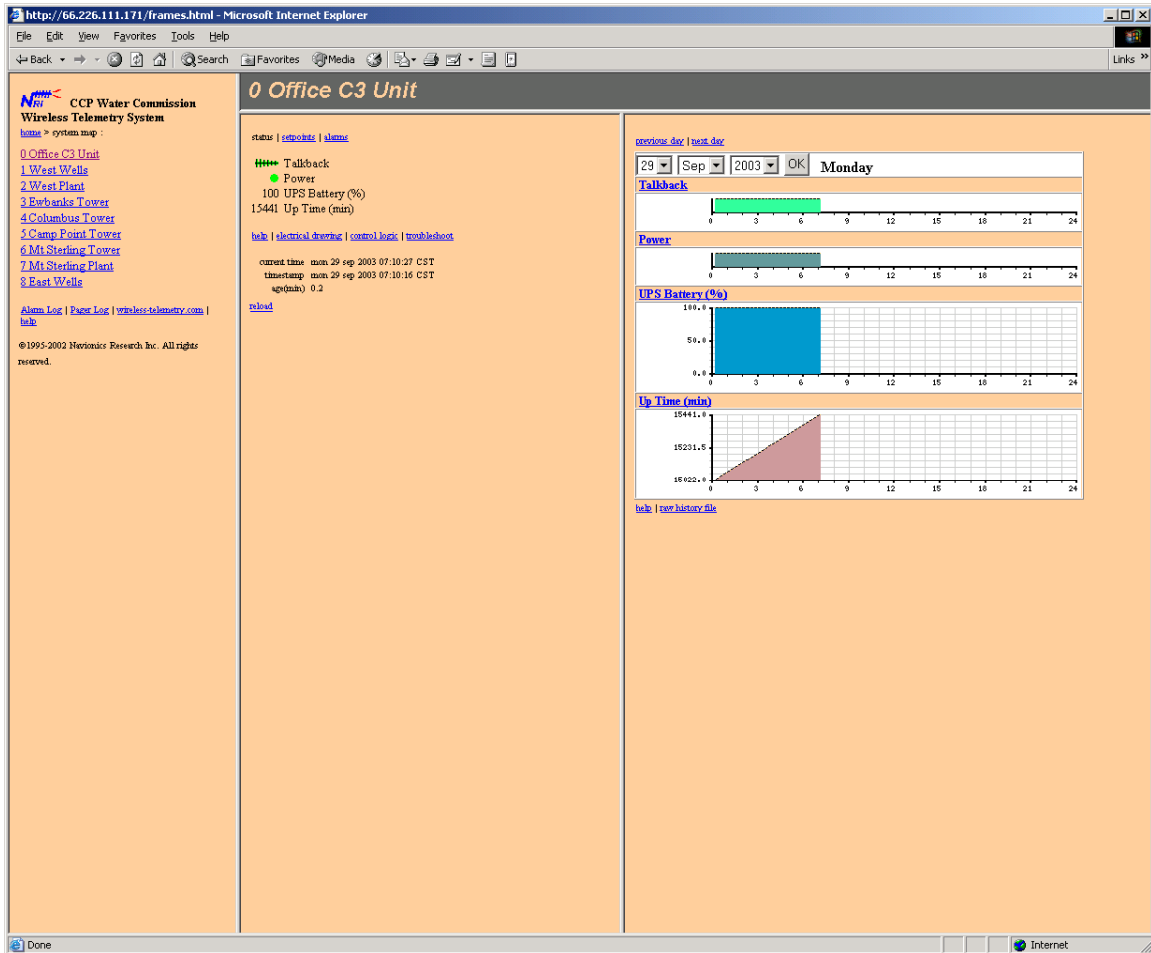 http://66.226.111.171/frames.html - Microsoft Internet Explorer
File Edit View Favorites Tools Help
Back Search Favorites Media Links »
NRI CCP Water Commission
Wireless Telemetry System
home > system map :
0 Office C3 Unit
1 West Wells
2 West Plant
3 Ewbanks Tower
4 Columbus Tower
5 Camp Point Tower
6 Mt Sterling Tower
7 Mt Sterling Plant
8 East Wells
Alarm Log | Pager Log | wireless-telemetry.com |
help
©1995-2002 Navionics Research Inc. All rights
reserved.
0 Office C3 Unit
status | setpoints | alarms
Talkback
Power
100 UPS Battery (%)
15441 Up Time (min)
help | electrical drawing | control logic | troubleshoot
current time mon 29 sep 2003 07:10:27 CST
timestamp mon 29 sep 2003 07:10:16 CST
age(min) 0.2
reload
previous day | next day
29 Sep 2003 OK Monday
Talkback
0 3 6 9 12 15 18 21 24
Power
0 3 6 9 12 15 18 21 24
UPS Battery (%)
100.0
50.0
0.0
0 3 6 9 12 15 18 21 24
Up Time (min)
15441.0
15231.5
15022.0
0 3 6 9 12 15 18 21 24
help | raw history file
Done Internet